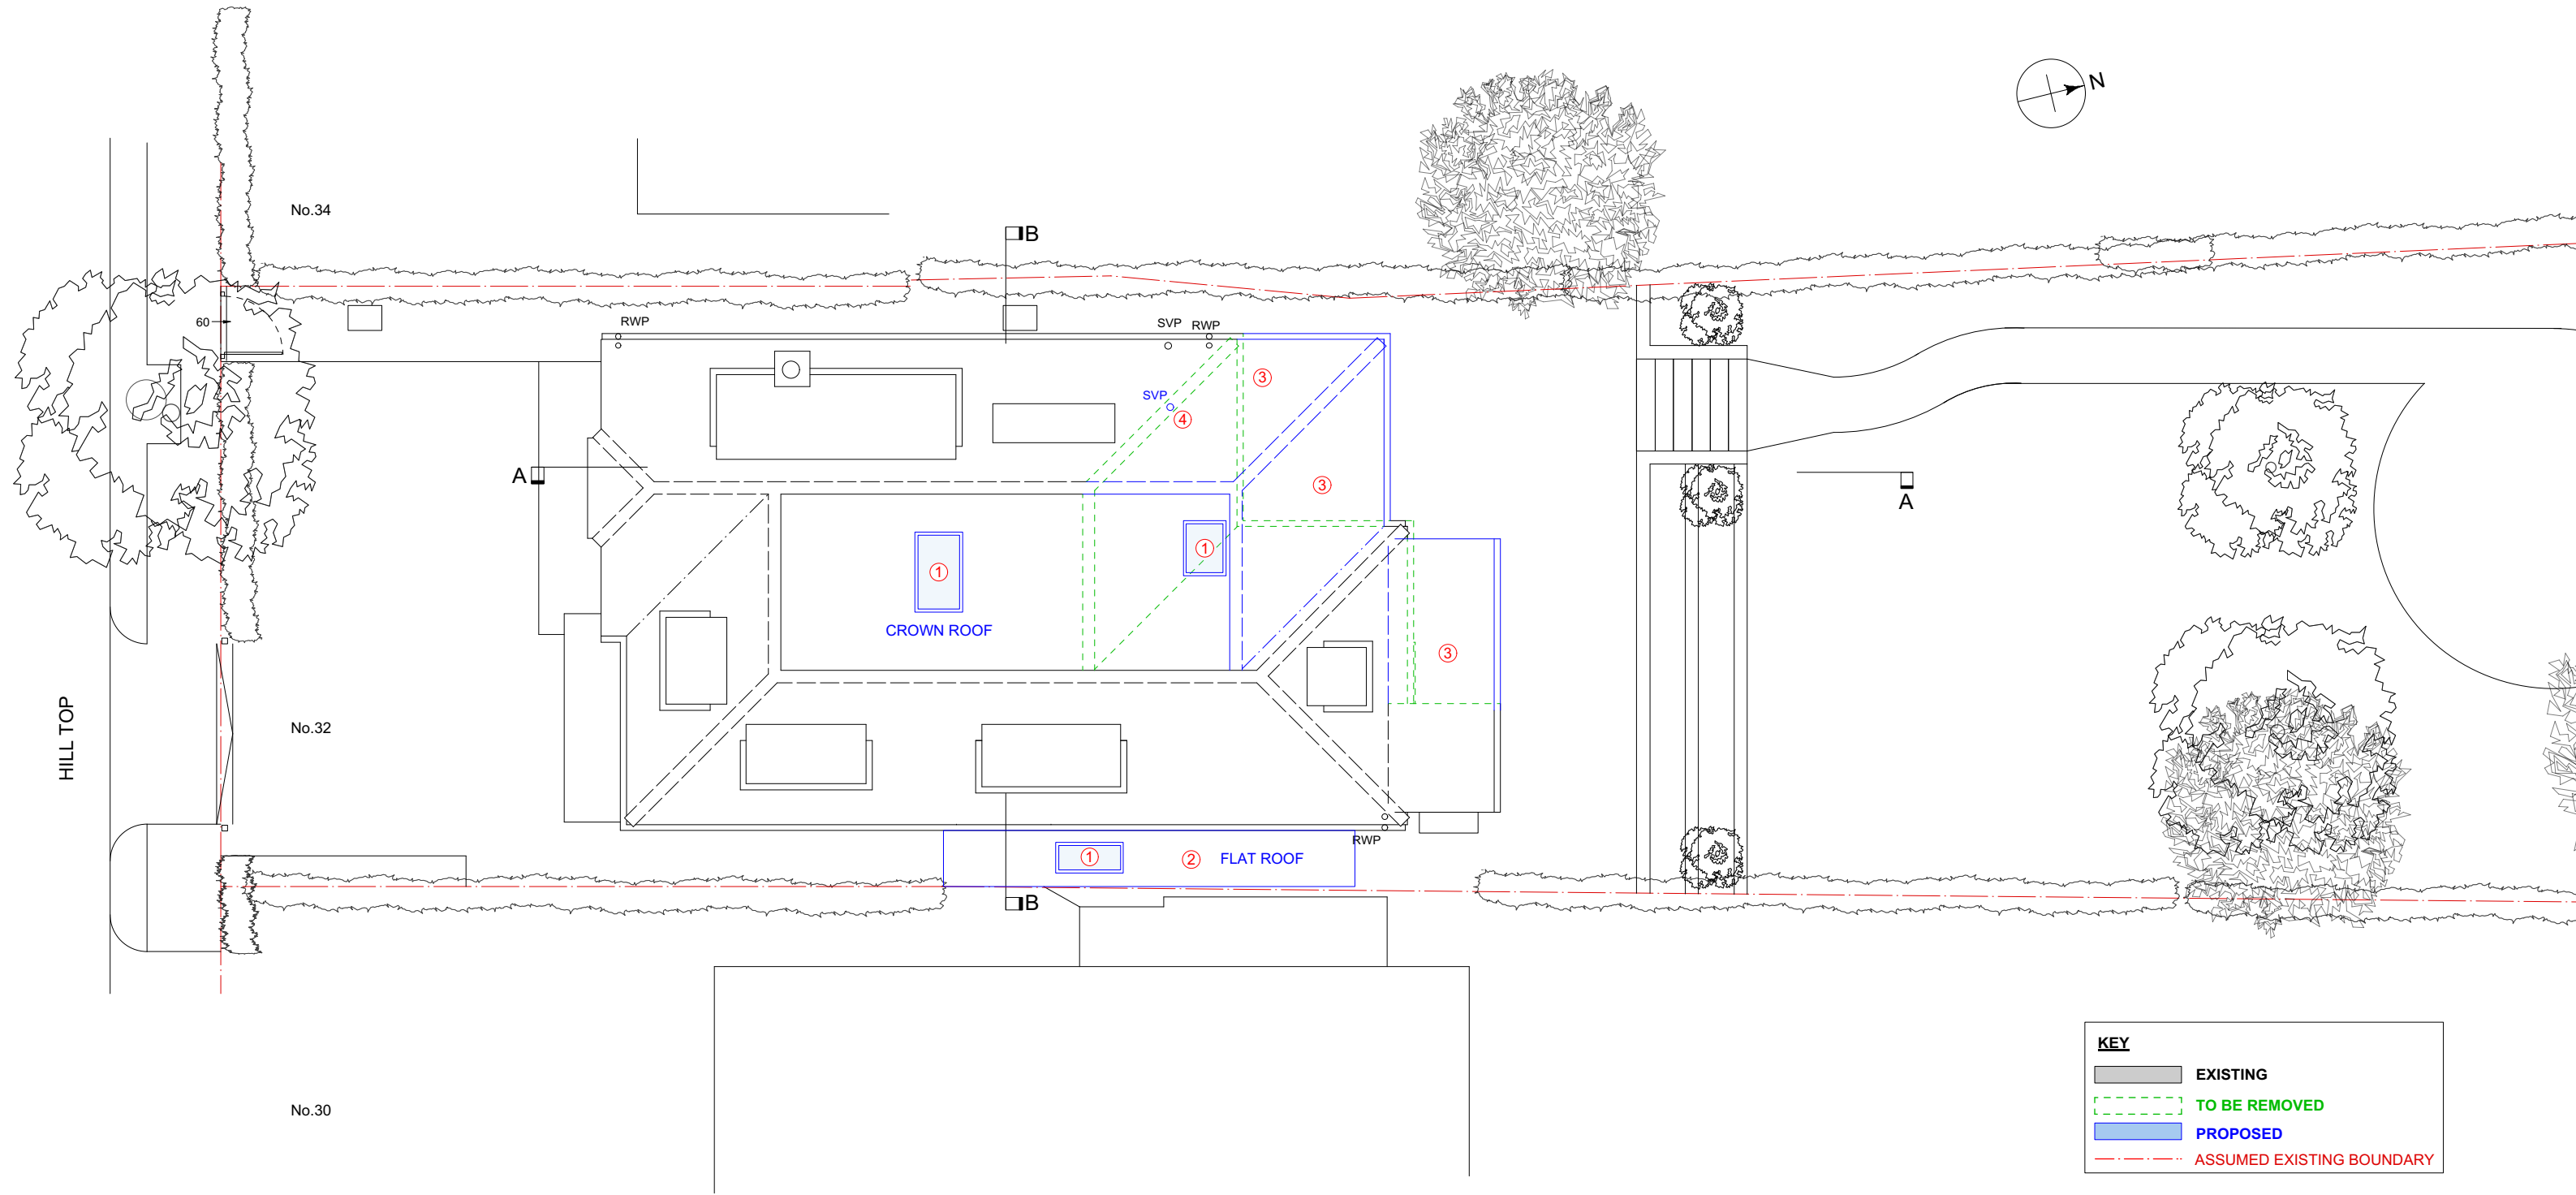 N
No.34
B
60
RWP
SVP
RWP
3
SVP
4
A
3
A
1
1
CROWN ROOF
3
HILL TOP
No.32
RWP
1
2
FLAT ROOF
B
No.30
KEY
EXISTING
TO BE REMOVED
PROPOSED
ASSUMED EXISTING BOUNDARY